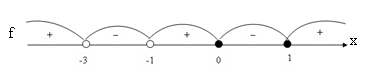 f + − + − + x
-3 -1 0 1